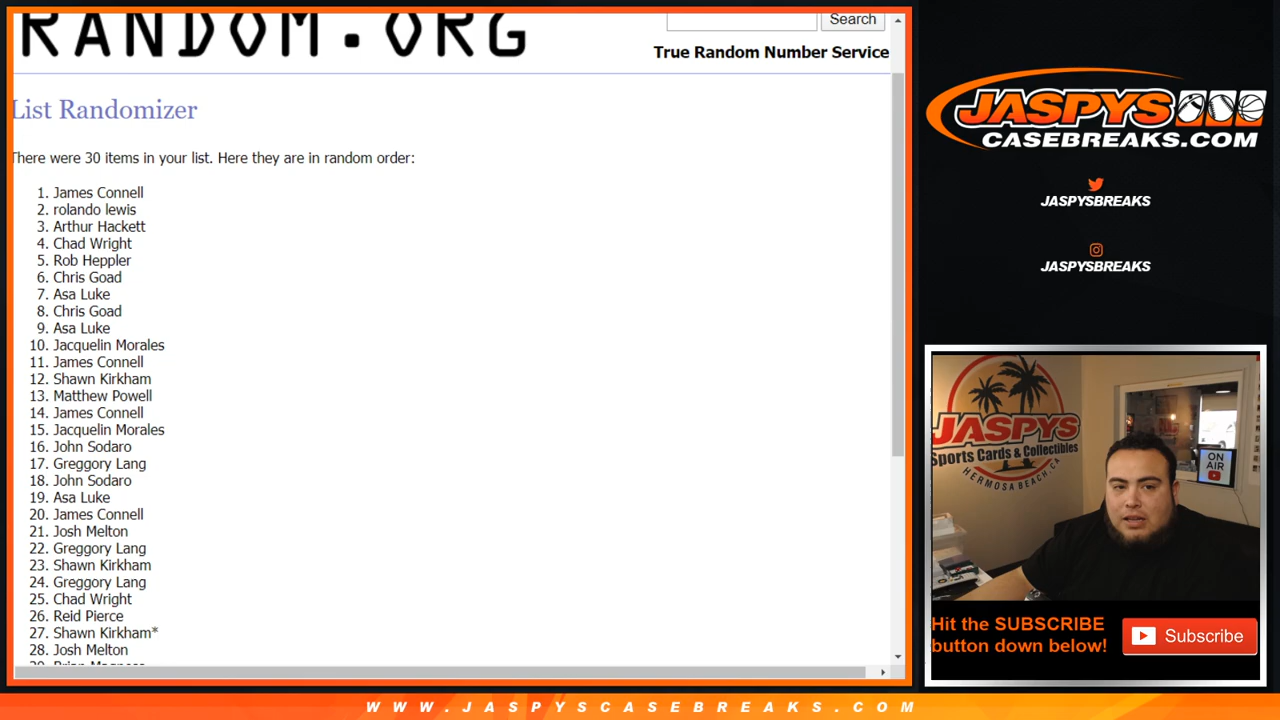 RANDOM.ORG
Search
True Random Number Service
List Randomizer
There were 30 items in your list. Here they are in random order:
1. James Connell
2. rolando lewis
3. Arthur Hackett
4. Chad Wright
5. Rob Heppler
6. Chris Goad
7. Asa Luke
8. Chris Goad
9. Asa Luke
10. Jacquelin Morales
11. James Connell
12. Shawn Kirkham
13. Matthew Powell
14. James Connell
15. Jacquelin Morales
16. John Sodaro
17. Greggory Lang
18. John Sodaro
19. Asa Luke
20. James Connell
21. Josh Melton
22. Greggory Lang
23. Shawn Kirkham
24. Greggory Lang
25. Chad Wright
26. Reid Pierce
27. Shawn Kirkham*
28. Josh Melton
29. Brian Magness
JASPYS
CASEBREAKS.COM
JASPYSBREAKS
JASPYSBREAKS
JASPYS
Sports Cards & Collectibles
HERMOSA BEACH, CA
ON
AIR
Hit the SUBSCRIBE
button down below!
Subscribe
WWW.JASPYSCASEBREAKS.COM